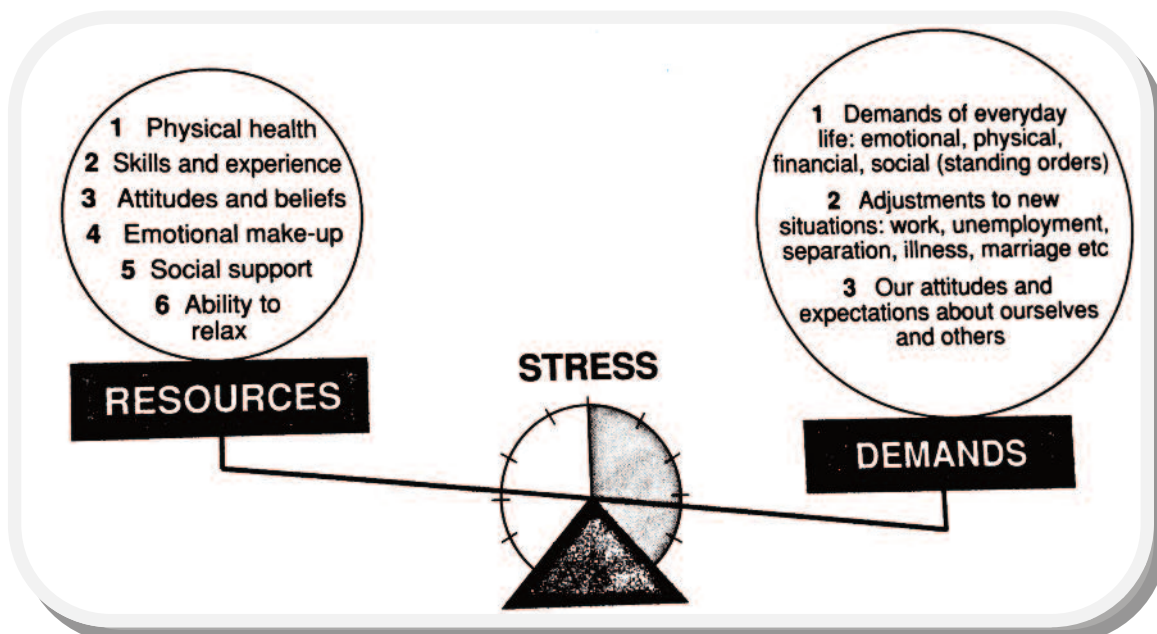 1 Physical health
2 Skills and experience
3 Attitudes and beliefs
4 Emotional make-up
5 Social support
6 Ability to
relax
RESOURCES
STRESS
1 Demands of everyday
life: emotional, physical,
financial, social (standing orders)
2 Adjustments to new
situations: work, unemployment,
separation, illness, marriage etc
3 Our attitudes and
expectations about ourselves
and others
DEMANDS